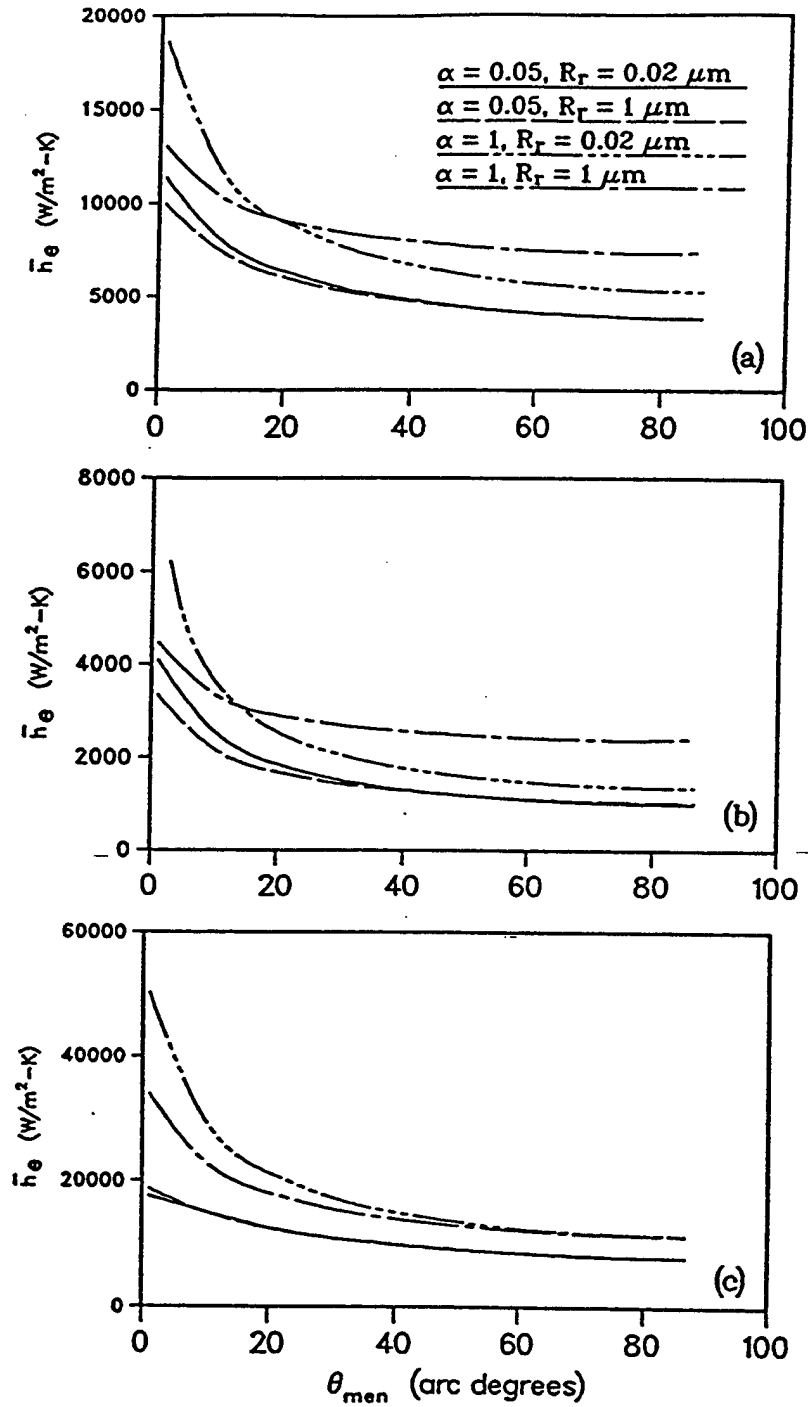 20000
15000
10000
5000
0
h̄e (W/m²-K)
α = 0.05, Rr = 0.02 μm
α = 0.05, Rr = 1 μm
α = 1, Rr = 0.02 μm
α = 1, Rr = 1 μm
(a)
0 20 40 60 80 100
8000
6000
4000
2000
0
h̄e (W/m²-K)
(b)
0 20 40 60 80 100
60000
40000
20000
0
h̄e (W/m²-K)
(c)
0 20 40 60 80 100
θmen (arc degrees)